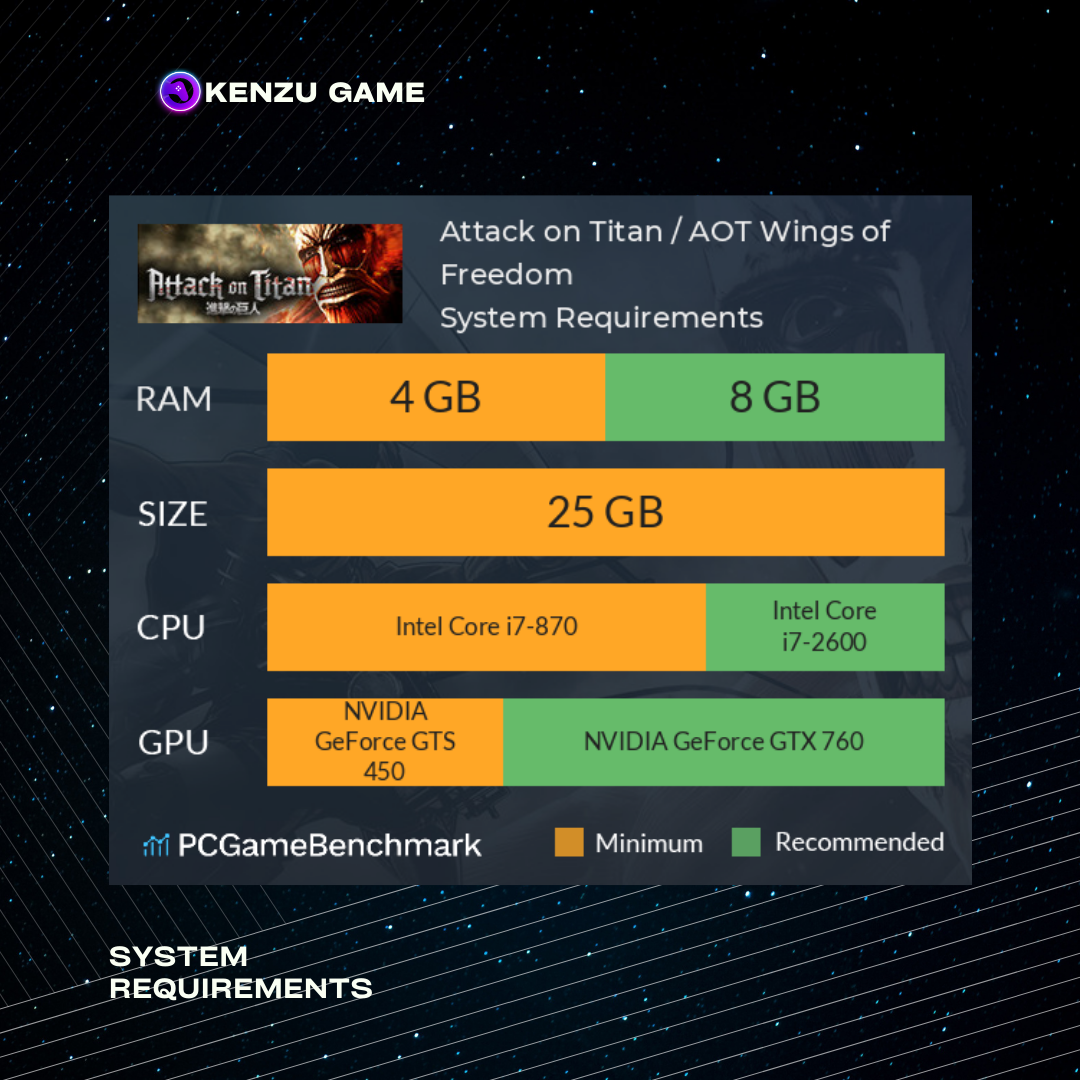 KENZU GAME
Attack on Titan
進撃の巨人
Attack on Titan / AOT Wings of
Freedom
System Requirements
RAM
4 GB
8 GB
SIZE
25 GB
CPU
Intel Core i7-870
Intel Core
i7-2600
GPU
NVIDIA
GeForce GTS
450
NVIDIA GeForce GTX 760
PCGameBenchmark
Minimum
Recommended
SYSTEM
REQUIREMENTS